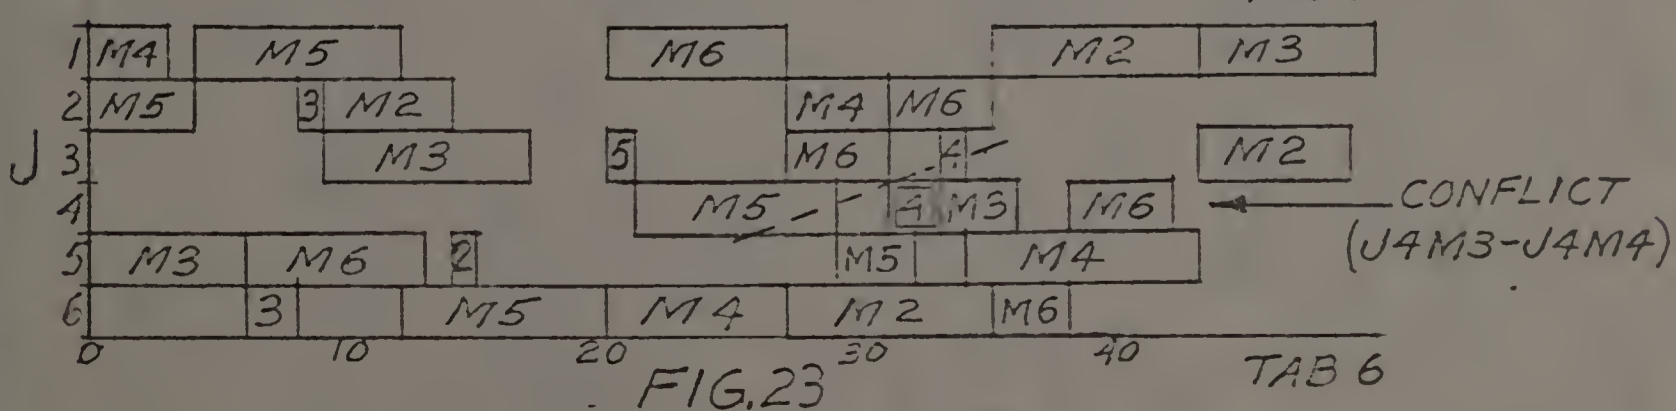 1 M4 M5 M6 M2 M3
2 M5 3 M2 M4 M6
J 3 M3 5 M6 4 M2
4 M5 4 M3 M6 CONFLICT
(J4M3-J4M4)
5 M3 M6 2 M5 M4
6 3 M5 M4 M2 M6
0 10 20 30 40
FIG.23 TAB 6